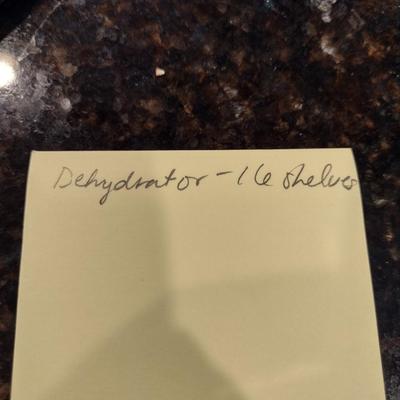 Dehydrator - 16 shelves